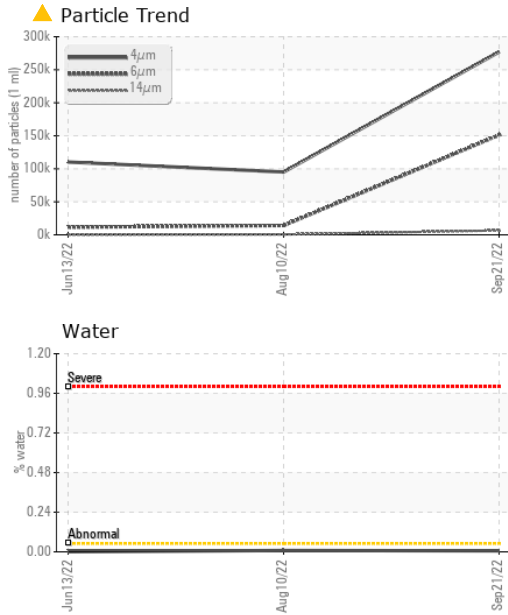 Particle Trend
number of particles (1 ml)
300k
250k
200k
150k
100k
50k
0k
4µm
6µm
14µm
Jun13/22
Aug10/22
Sep21/22
Water
% water
1.20
0.96
0.72
0.48
0.24
0.00
Severe
Abnormal
Jun13/22
Aug10/22
Sep21/22